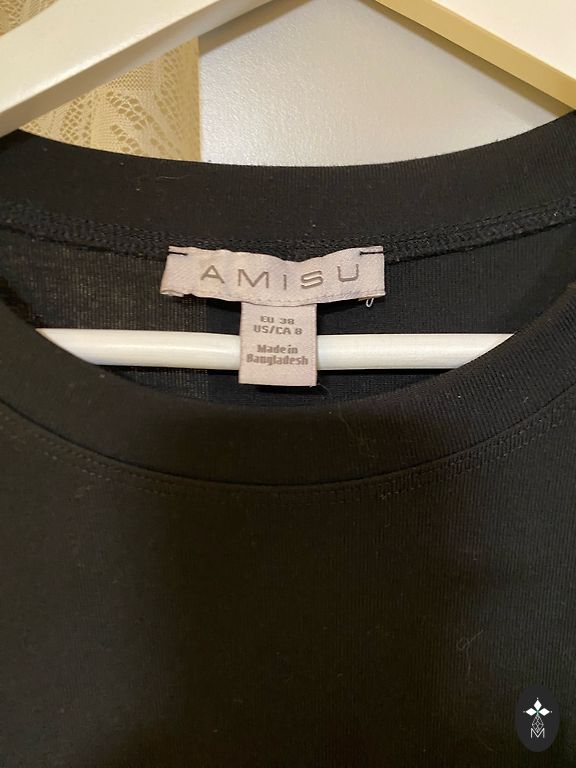 AMISU
EU 38
US/CA 8
Made in
Bangladesh
M